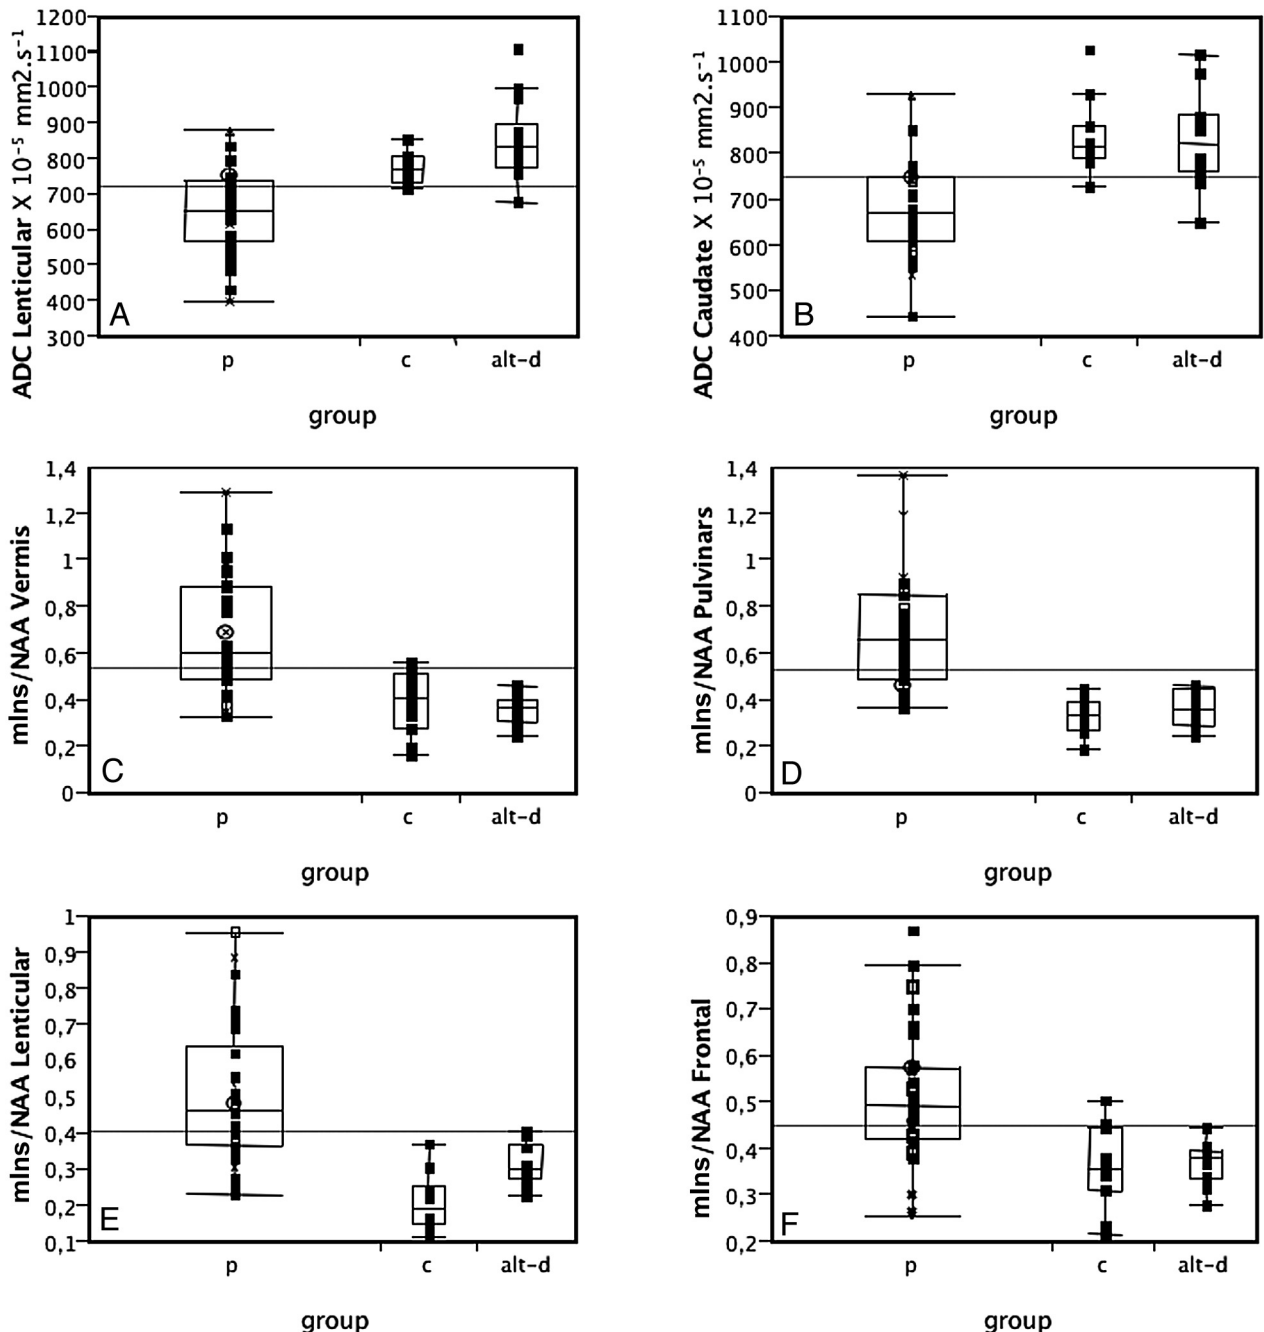 ADC Lenticular X 10⁻⁵ mm2.s⁻¹
1200
1100
1000
900
800
700
600
500
400
300
A
p c alt-d
group
ADC Caudate X 10⁻⁵ mm2.s⁻¹
1100
1000
900
800
700
600
500
400
B
p c alt-d
group
mIns/NAA Vermis
1,4
1,2
1
0,8
0,6
0,4
0,2
0
C
p c alt-d
group
mIns/NAA Pulvinars
1,4
1,2
1
0,8
0,6
0,4
0,2
0
D
p c alt-d
group
mIns/NAA Lenticular
1
0,9
0,8
0,7
0,6
0,5
0,4
0,3
0,2
0,1
E
p c alt-d
group
mIns/NAA Frontal
0,9
0,8
0,7
0,6
0,5
0,4
0,3
0,2
F
p c alt-d
group